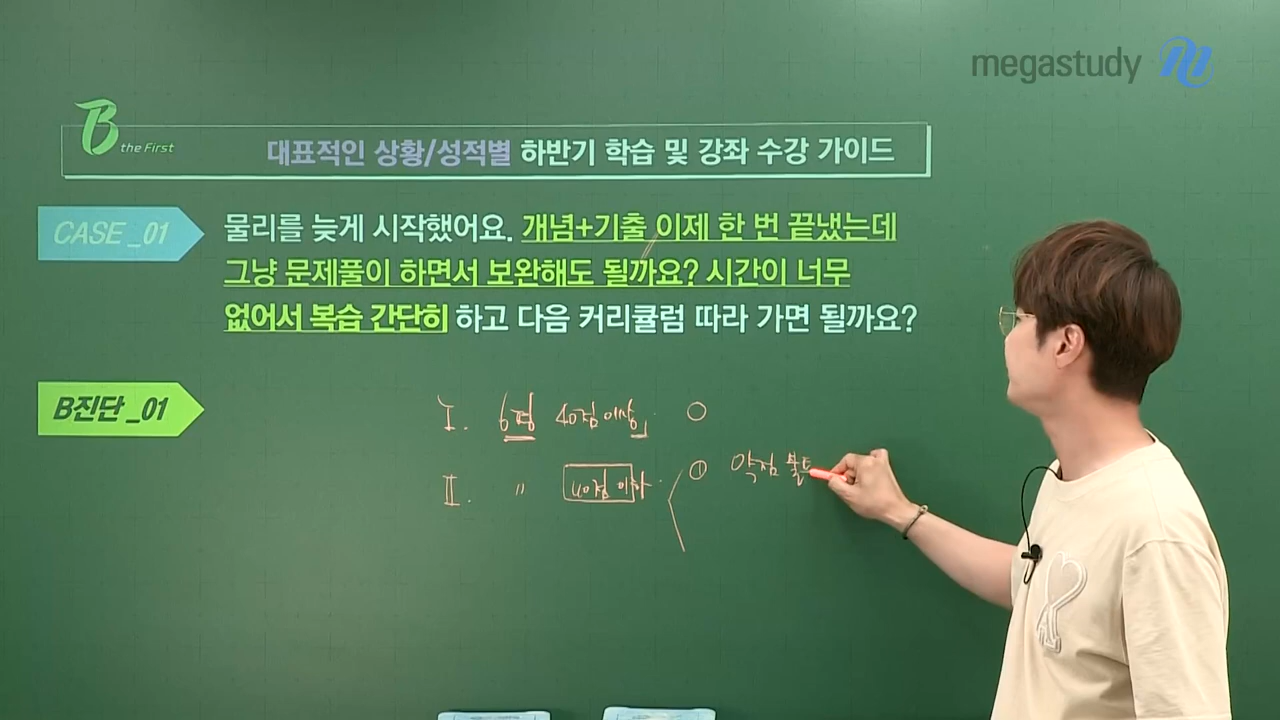 megastudy
B the First
대표적인 상황/성적별 하반기 학습 및 강좌 수강 가이드
CASE_01
물리를 늦게 시작했어요. 개념+기출 이제 한 번 끝냈는데
그냥 문제풀이 하면서 보완해도 될까요? 시간이 너무
없어서 복습 간단히 하고 다음 커리큘럼 따라 가면 될까요?
B진단_01
I. 6평 40점 이상. ○
II. 〃 40점 이하. ① 약점